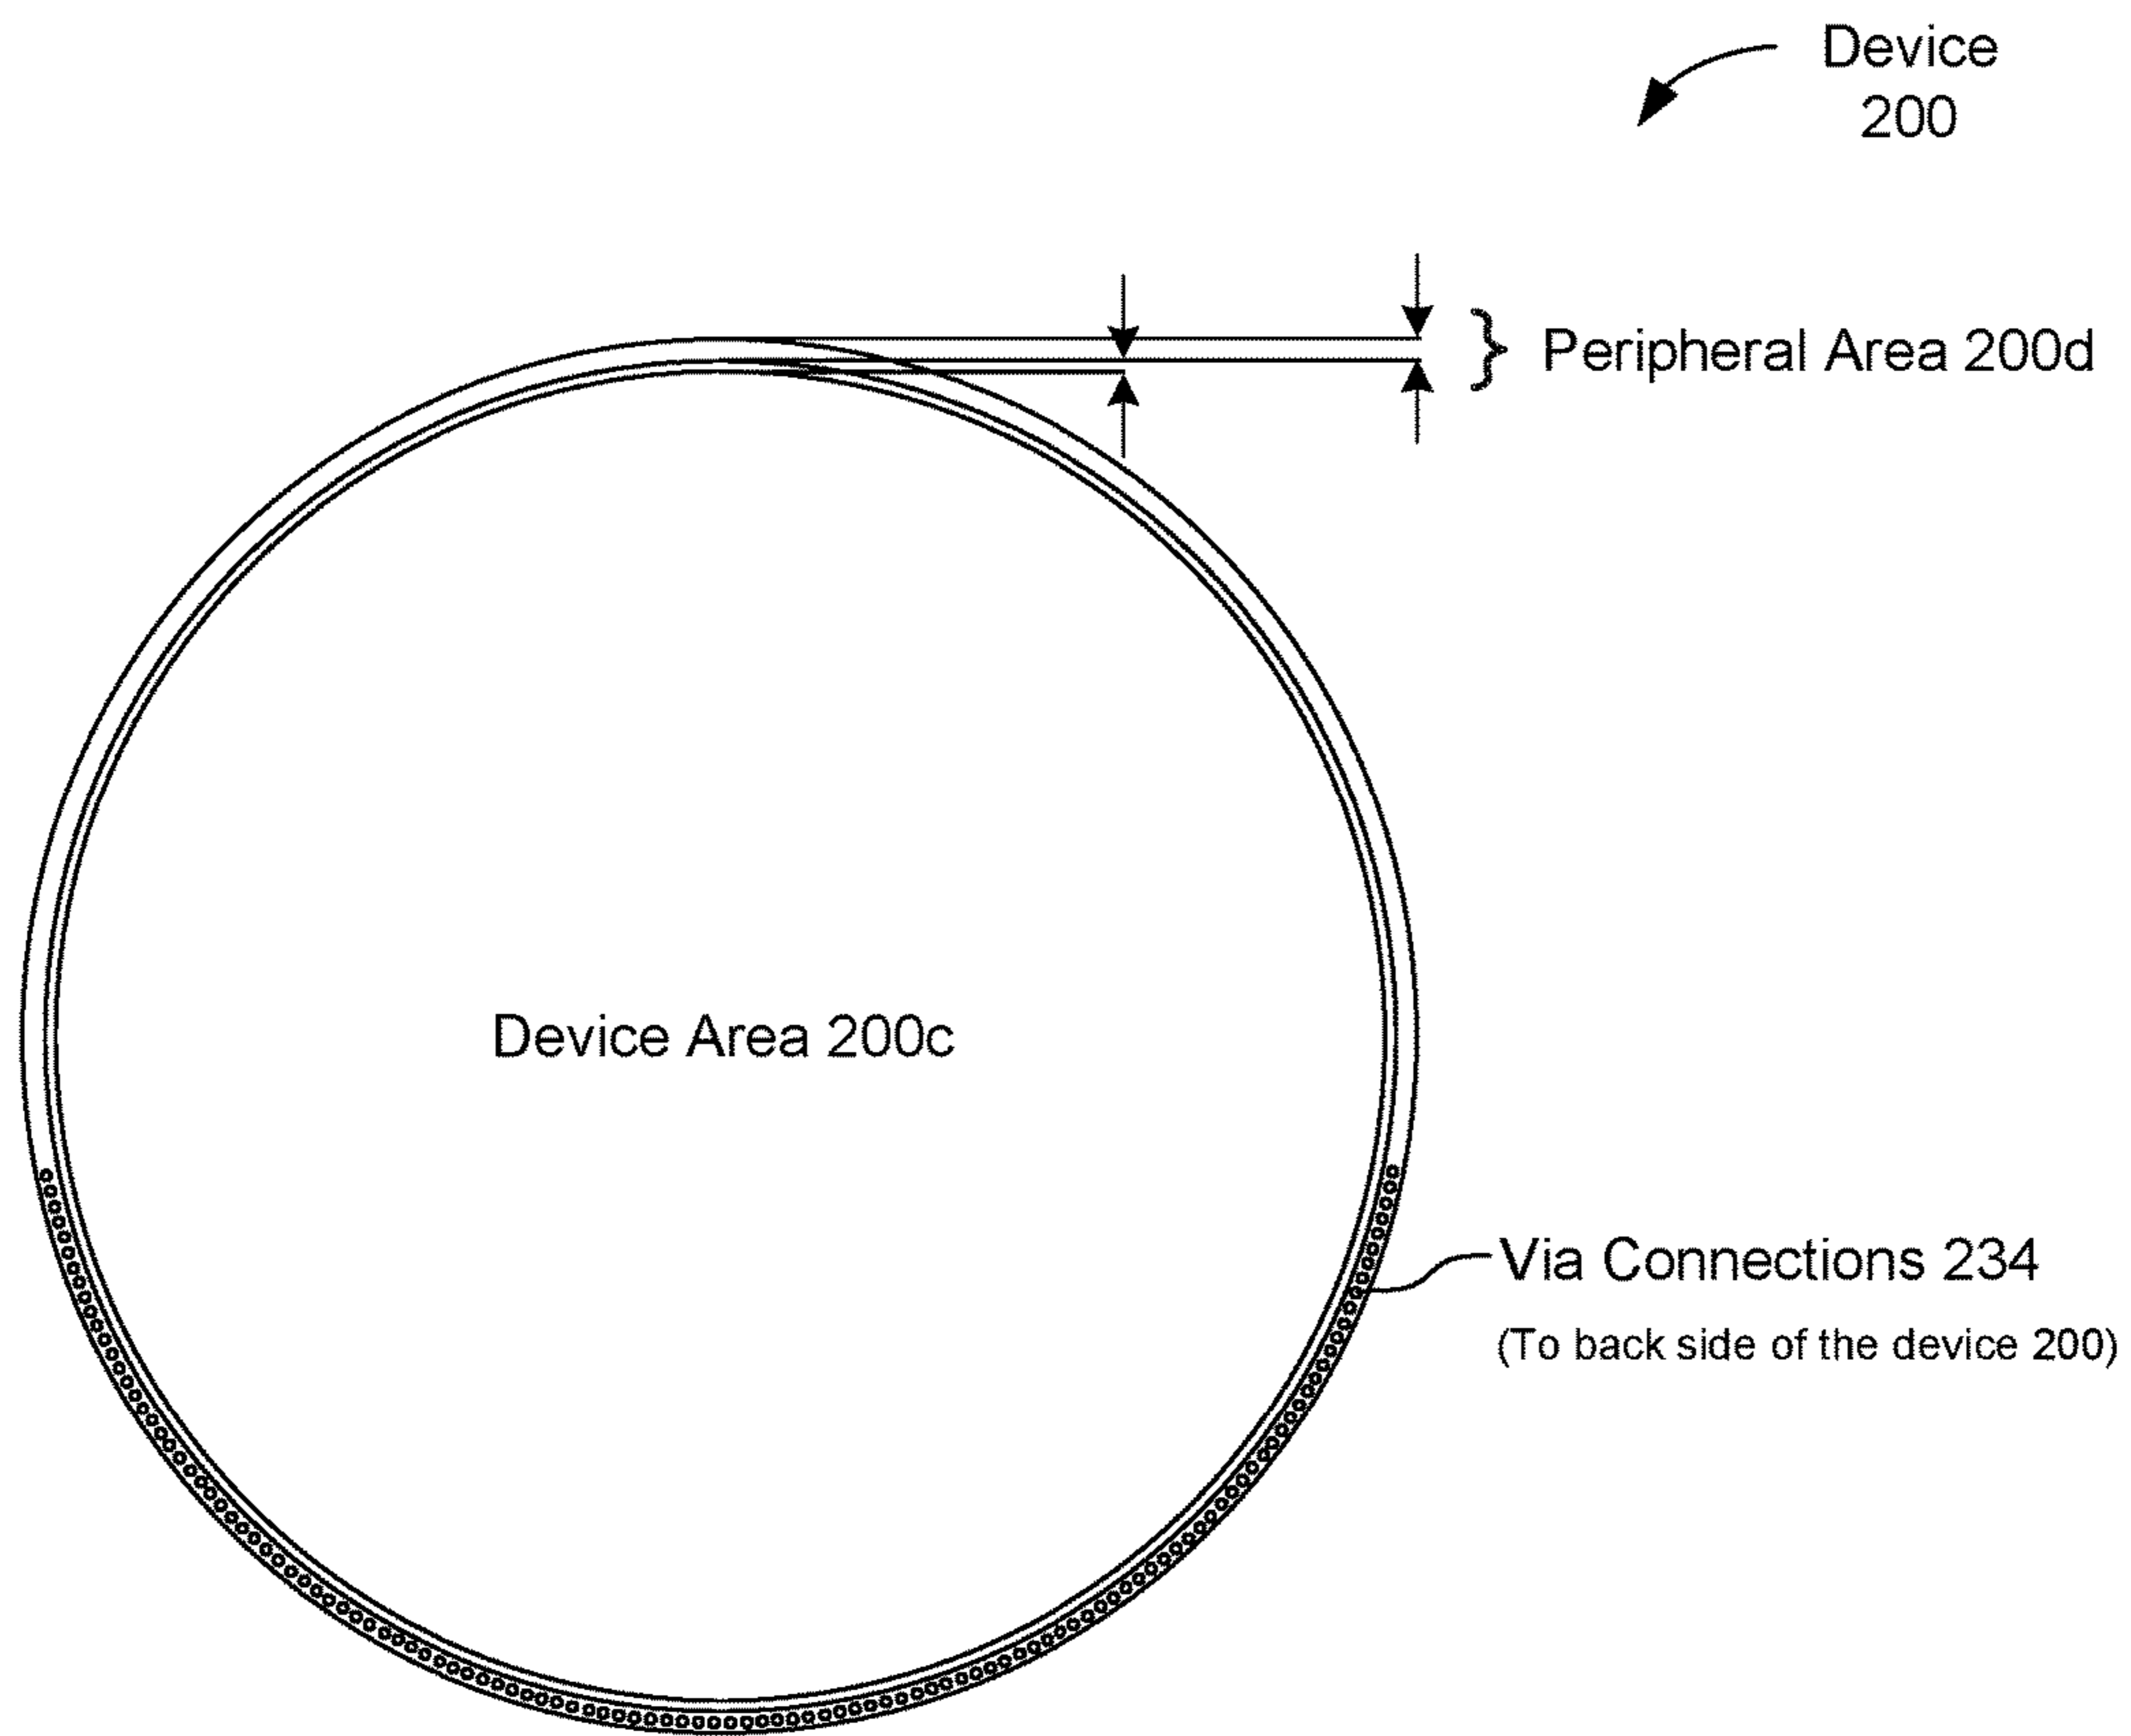 Device
200
Peripheral Area 200d
Device Area 200c
Via Connections 234
(To back side of the device 200)